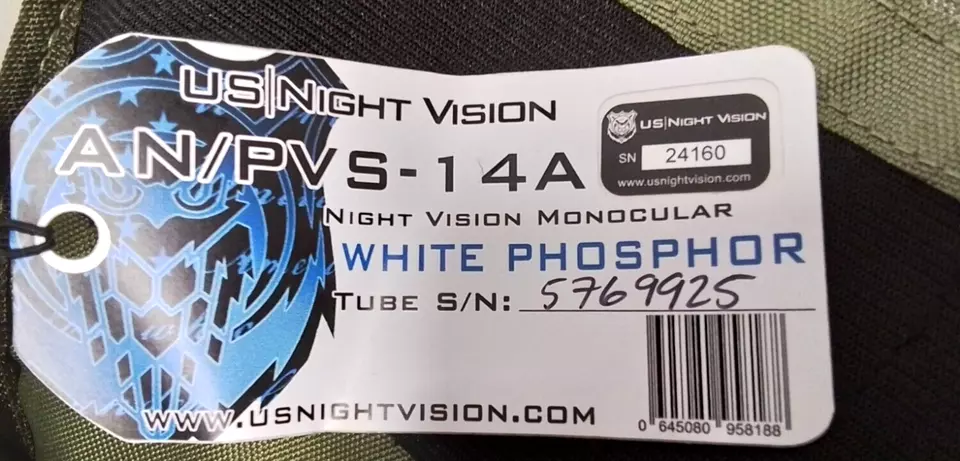 US|NIGHT VISION
AN/PVS-14A
US|NIGHT VISION
SN 24160
www.usnightvision.com
NIGHT VISION MONOCULAR
WHITE PHOSPHOR
TUBE S/N: 5769925
WWW.USNIGHTVISION.COM
0 645080 958188